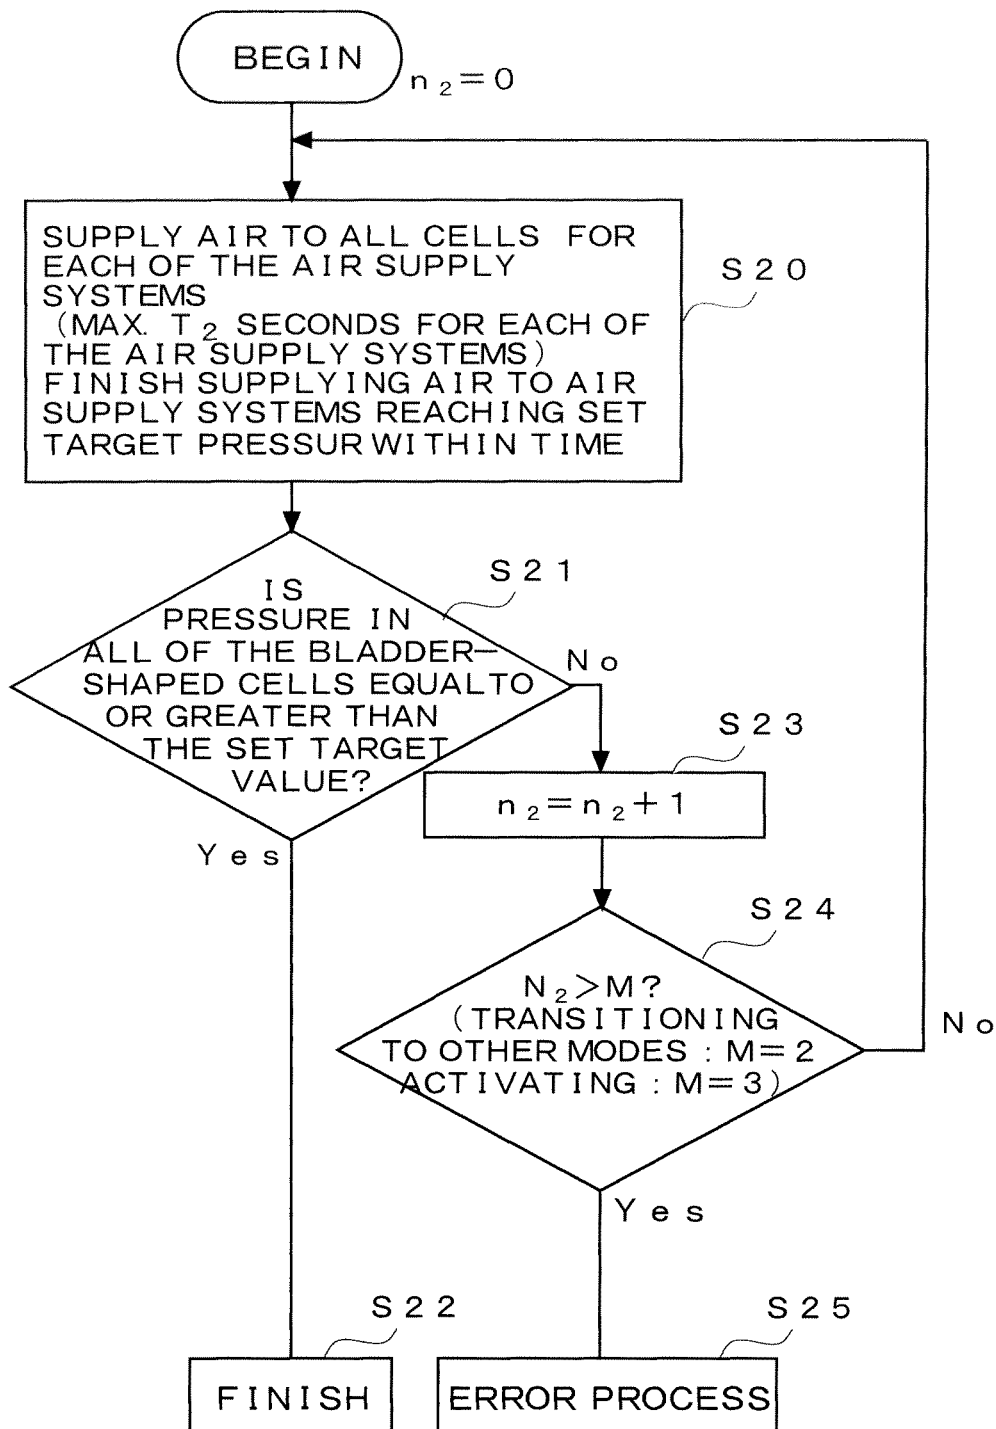 BEGIN
n₂=0
SUPPLY AIR TO ALL CELLS FOR
EACH OF THE AIR SUPPLY
SYSTEMS
(MAX. T₂ SECONDS FOR EACH OF
THE AIR SUPPLY SYSTEMS)
FINISH SUPPLYING AIR TO AIR
SUPPLY SYSTEMS REACHING SET
TARGET PRESSUR WITHIN TIME
S20
IS
PRESSURE IN
ALL OF THE BLADDER-
SHAPED CELLS EQUALTO
OR GREATER THAN
THE SET TARGET
VALUE?
S21
No
Yes
S23
n₂=n₂+1
S24
N₂>M?
(TRANSITIONING
TO OTHER MODES : M=2
ACTIVATING : M=3)
No
Yes
S22
FINISH
S25
ERROR PROCESS